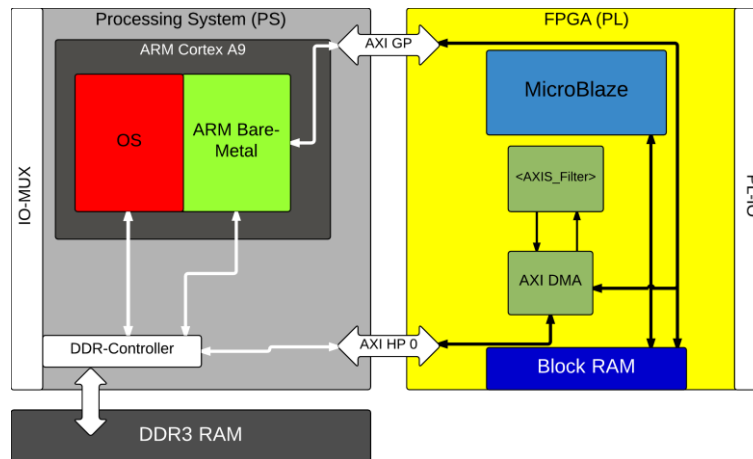 Processing System (PS)
FPGA (PL)
ARM Cortex A9
AXI GP
OS
ARM Bare-
Metal
MicroBlaze
<AXIS_Filter>
IO-MUX
AXI DMA
DDR-Controller
AXI HP 0
Block RAM
DDR3 RAM